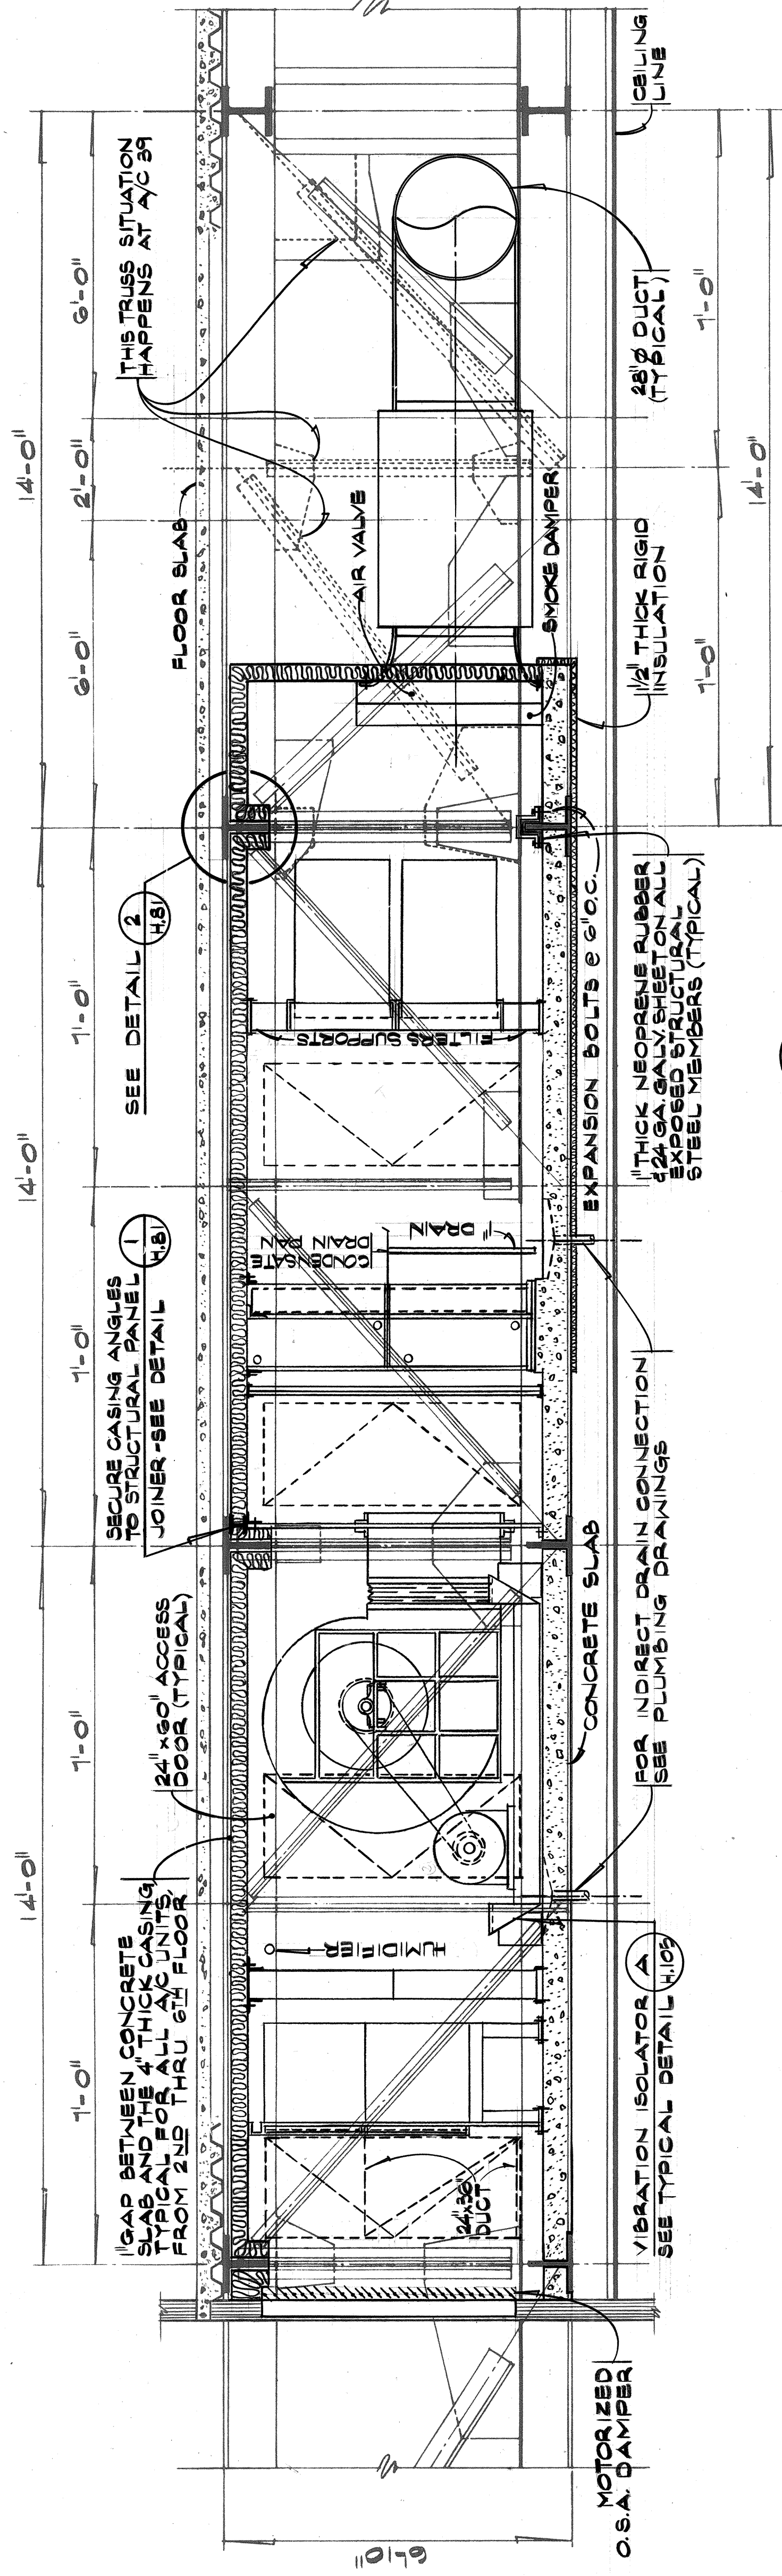 14'-0"
14'-0"
14'-0"
7'-0"
7'-0"
7'-0"
7'-0"
6'-0"
2'-0"
6'-0"
1" GAP BETWEEN CONCRETE
SLAB AND THE 4" THICK CASING,
TYPICAL FOR ALL A/C UNITS,
FROM 2ND THRU 6TH FLOOR
24"x60" ACCESS
DOOR (TYPICAL)
SECURE CASING ANGLES
TO STRUCTURAL PANEL
JOINER-SEE DETAIL
1
H.81
SEE DETAIL
2
H.81
FLOOR SLAB
THIS TRUSS SITUATION
HAPPENS AT A/C 39
6'-10"
24"x36"
DUCT
HUMIDIFIER
CONDENSATE
DRAIN PAN
1" DRAIN
FILTERS SUPPORTS
AIR VALVE
SMOKE DAMPER
MOTORIZED
O.S.A. DAMPER
VIBRATION ISOLATOR
SEE TYPICAL DETAIL
A
H.105
CONCRETE SLAB
FOR INDIRECT DRAIN CONNECTION
SEE PLUMBING DRAWINGS
EXPANSION BOLTS @ 6" O.C.
1" THICK NEOPRENE RUBBER
& 24 GA. GALV. SHEET ON ALL
EXPOSED STRUCTURAL
STEEL MEMBERS (TYPICAL)
1/2" THICK RIGID
INSULATION
28"Ø DUCT
(TYPICAL)
CEILING
LINE
7'-0"
7'-0"
14'-0"